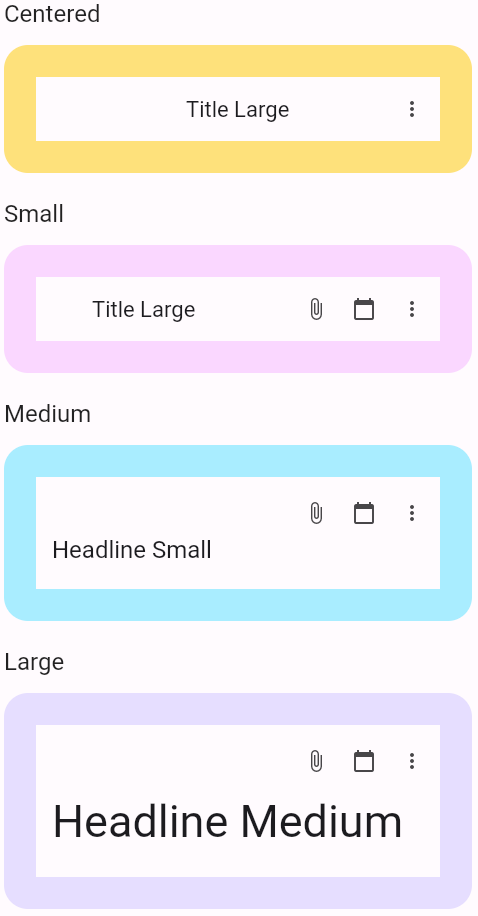 Centered
Title Large
Small
Title Large
Medium
Headline Small
Large
Headline Medium